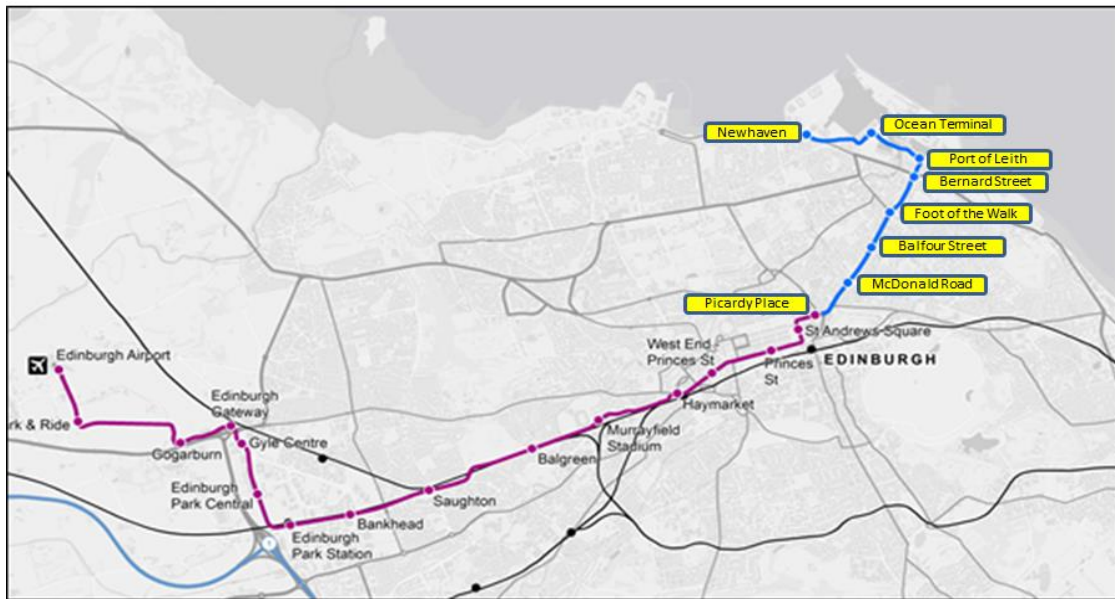 Newhaven
Ocean Terminal
Port of Leith
Bernard Street
Foot of the Walk
Balfour Street
McDonald Road
Picardy Place
St Andrews Square
EDINBURGH
West End -
Princes St
Princes
St
Haymarket
Murrayfield
Stadium
Balgreen
Saughton
Bankhead
Edinburgh
Park Station
Edinburgh
Park Central
Gyle Centre
Edinburgh
Gateway
Gogarburn
rk & Ride
Edinburgh Airport